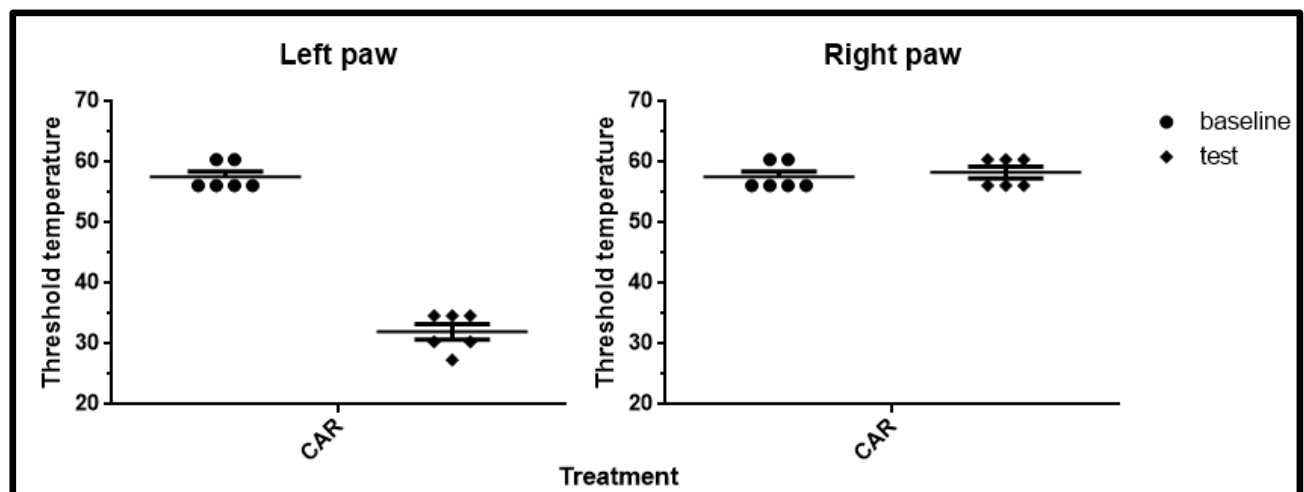 Left paw
Threshold temperature
70
60
50
40
30
20
CAR
Right paw
Threshold temperature
70
60
50
40
30
20
CAR
baseline
test
Treatment